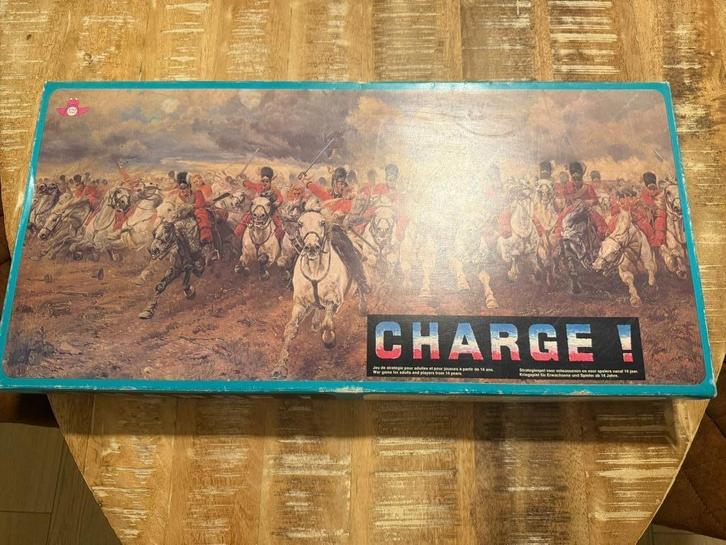 CHARGE !
Jeu de stratégie pour adultes et pour joueurs à partir de 14 ans.
War game for adults and players from 14 years.
Strategiespel voor volwassenen en voor spelers vanaf 14 jaar.
Kriegsspiel für Erwachsene und Spieler ab 14 Jahre.